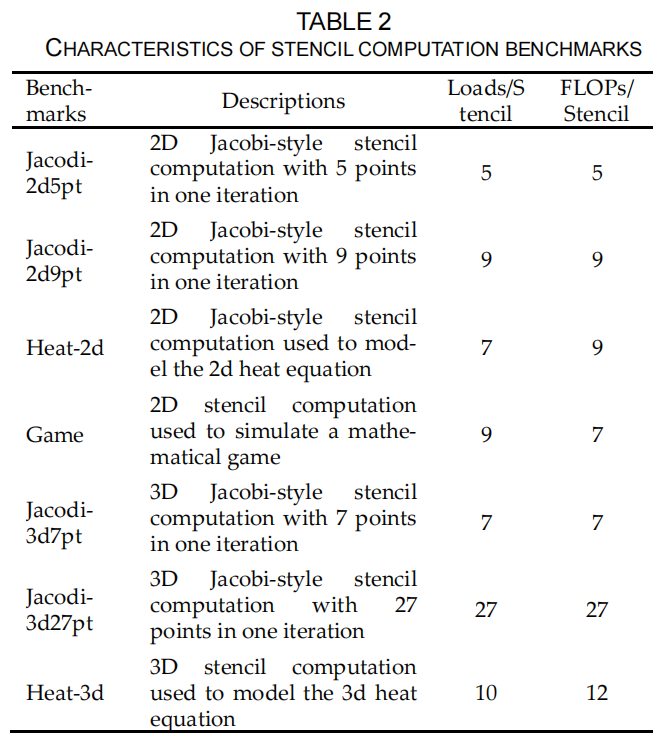 TABLE 2
CHARACTERISTICS OF STENCIL COMPUTATION BENCHMARKS
Bench-
marks
Descriptions
Loads/S
tencil
FLOPs/
Stencil
Jacodi-
2d5pt
2D Jacobi-style stencil
computation with 5 points
in one iteration
5
5
Jacodi-
2d9pt
2D Jacobi-style stencil
computation with 9 points
in one iteration
9
9
Heat-2d
2D Jacobi-style stencil
computation used to mod-
el the 2d heat equation
7
9
Game
2D stencil computation
used to simulate a mathe-
matical game
9
7
Jacodi-
3d7pt
3D Jacobi-style stencil
computation with 7 points
in one iteration
7
7
Jacodi-
3d27pt
3D Jacobi-style stencil
computation with 27
points in one iteration
27
27
Heat-3d
3D stencil computation
used to model the 3d heat
equation
10
12